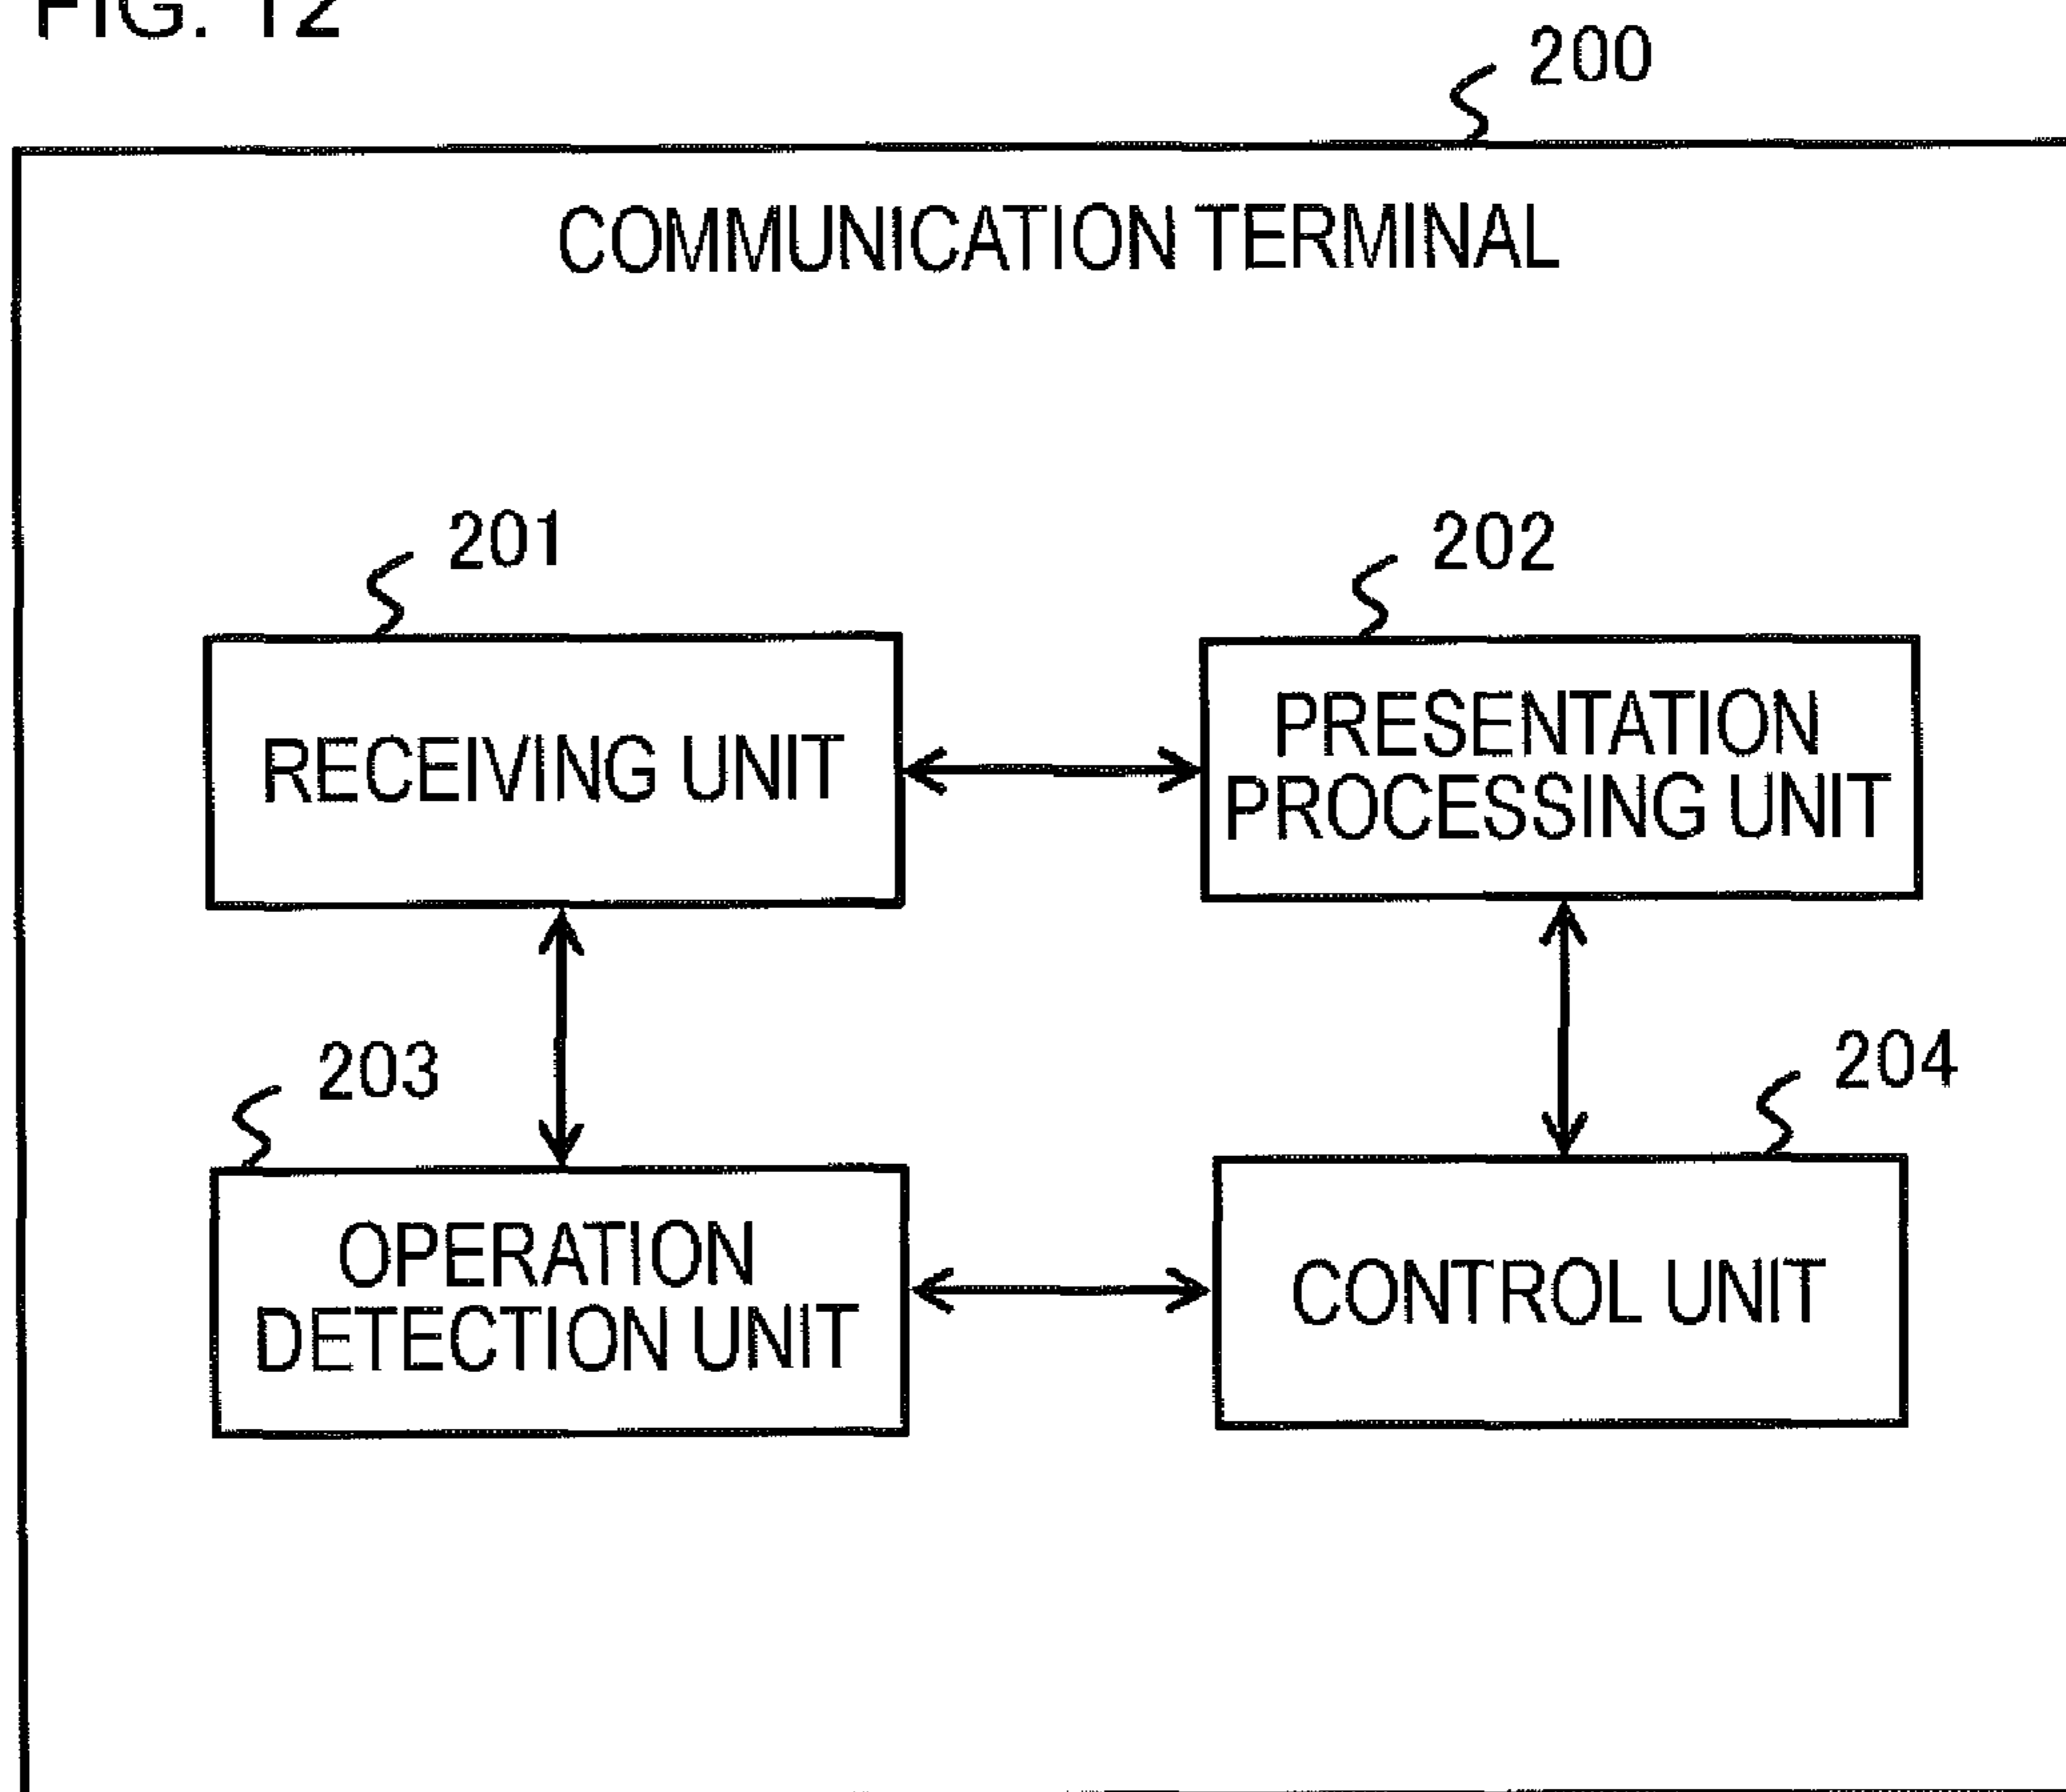 FIG. 12
200
COMMUNICATION TERMINAL
201
202
RECEIVING UNIT
PRESENTATION
PROCESSING UNIT
203
204
OPERATION
DETECTION UNIT
CONTROL UNIT